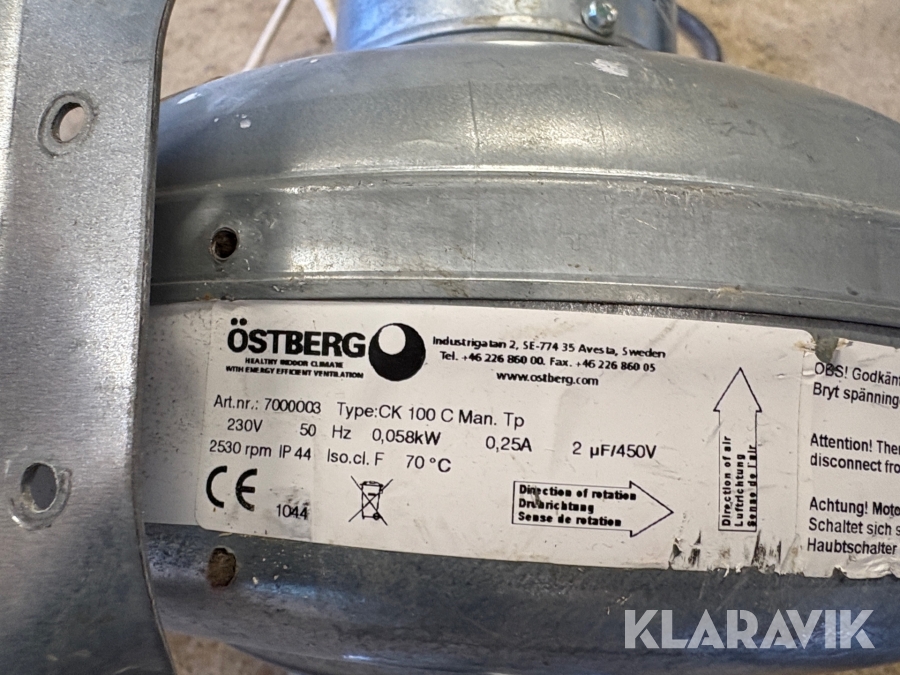 ÖSTBERG
HEALTHY INDOOR CLIMATE
WITH ENERGY EFFICIENT VENTILATION
Industrigatan 2, SE-774 35 Avesta, Sweden
Tel. +46 226 860 00. Fax. +46 226 860 05
www.ostberg.com
Art.nr.: 7000003 Type:CK 100 C Man. Tp
230V 50 Hz 0,058kW 0,25A 2 µF/450V
2530 rpm IP 44 Iso.cl. F 70 °C
CE 1044
Direction of rotation
Drehrichtung
Sense de rotation
Direction of air
Luftrichtung
Sense de l'air
OBS! Godkän
Bryt spänninge
Attention! The
disconnect fro
Achtung! Moto
Schaltet sich s
Haubtschalter
KLARAVIK